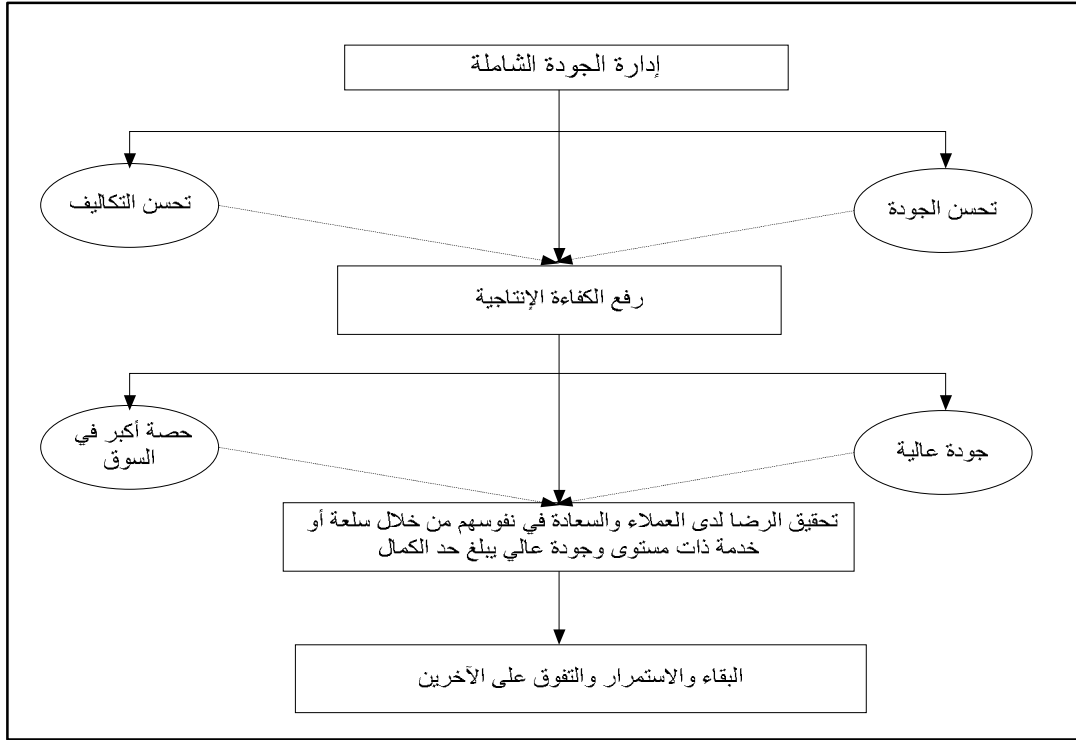 إدارة الجودة الشاملة
تحسن الجودة
تحسن التكاليف
رفع الكفاءة الإنتاجية
جودة عالية
حصة أكبر في
السوق
تحقيق الرضا لدى العملاء والسعادة في نفوسهم من خلال سلعة أو
خدمة ذات مستوى وجودة عالي يبلغ حد الكمال
البقاء والاستمرار والتفوق على الآخرين